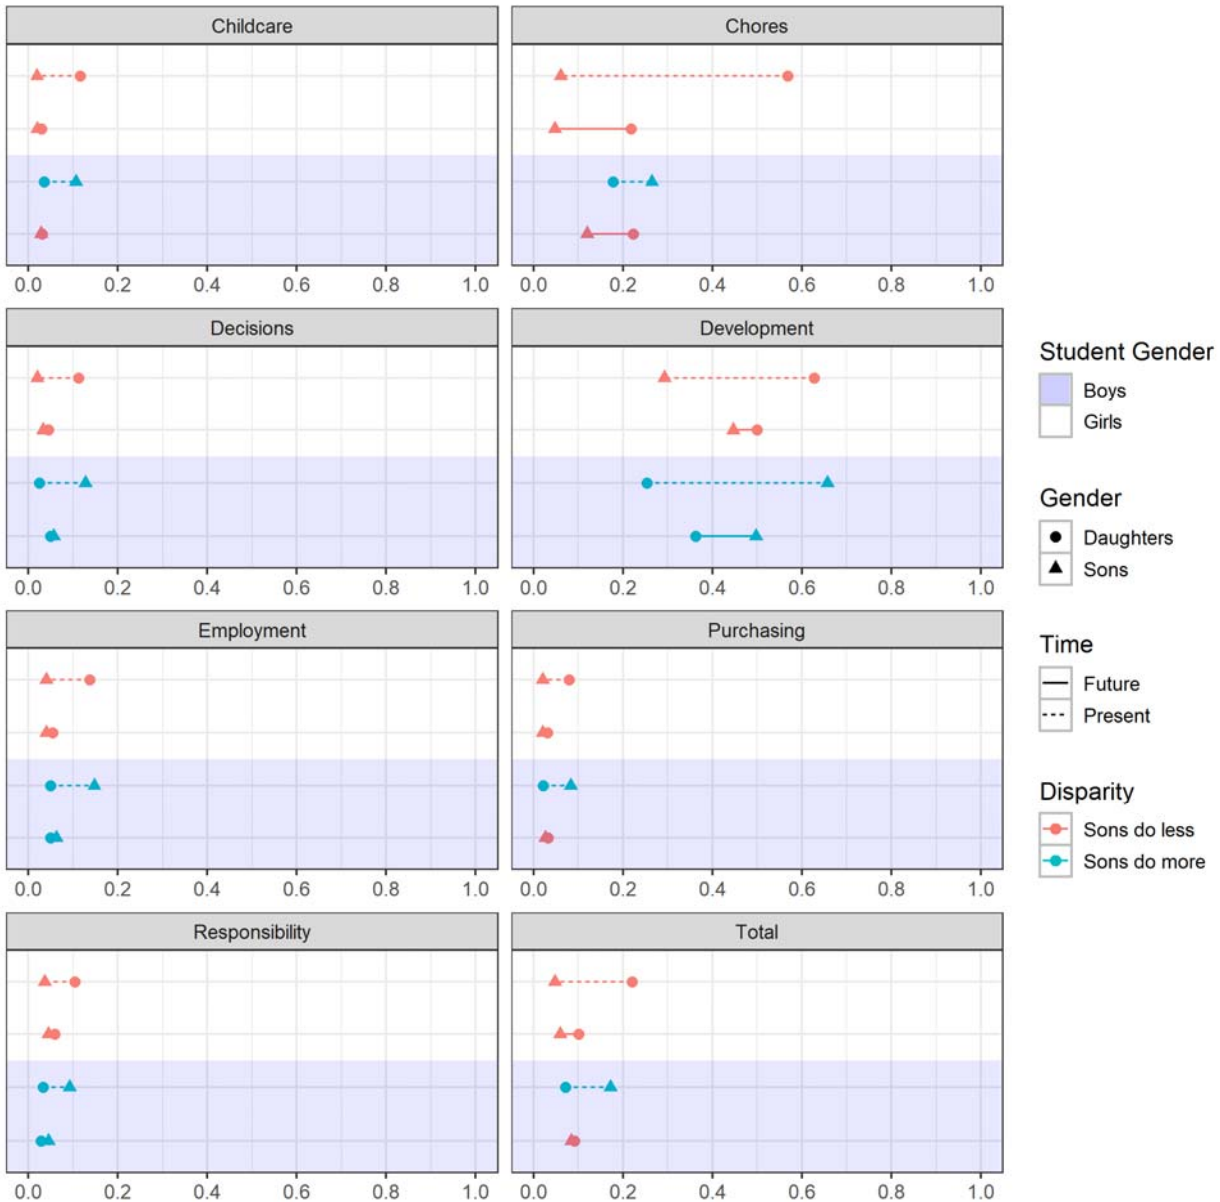 Childcare
Chores
0.0 0.2 0.4 0.6 0.8 1.0
0.0 0.2 0.4 0.6 0.8 1.0
Decisions
Development
0.0 0.2 0.4 0.6 0.8 1.0
0.0 0.2 0.4 0.6 0.8 1.0
Employment
Purchasing
0.0 0.2 0.4 0.6 0.8 1.0
0.0 0.2 0.4 0.6 0.8 1.0
Responsibility
Total
0.0 0.2 0.4 0.6 0.8 1.0
0.0 0.2 0.4 0.6 0.8 1.0
Student Gender
Boys
Girls
Gender
Daughters
Sons
Time
Future
Present
Disparity
Sons do less
Sons do more